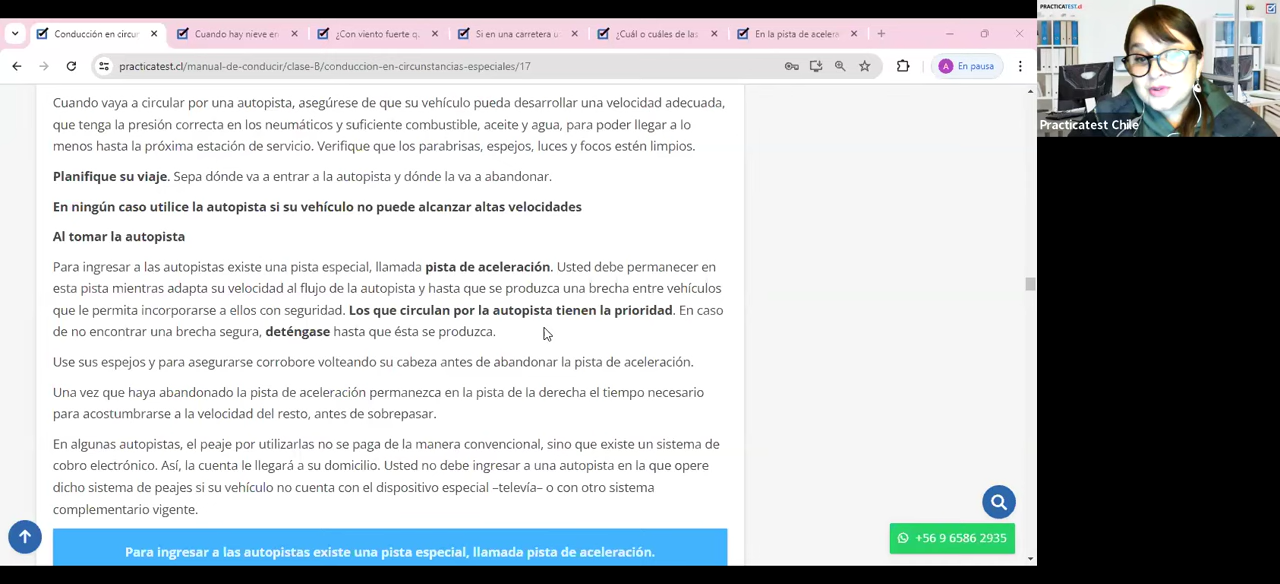 Conducción en circur
Cuando hay nieve en
¿Con viento fuerte q
Si en una carretera u
¿Cuál o cuáles de las
En la pista de acelera
practicatest.cl/manual-de-conducir/clase-B/conduccion-en-circunstancias-especiales/17
A En pausa
PRACTICATEST.cl
Practicatest Chile
Cuando vaya a circular por una autopista, asegúrese de que su vehículo pueda desarrollar una velocidad adecuada,
que tenga la presión correcta en los neumáticos y suficiente combustible, aceite y agua, para poder llegar a lo
menos hasta la próxima estación de servicio. Verifique que los parabrisas, espejos, luces y focos estén limpios.
Planifique su viaje. Sepa dónde va a entrar a la autopista y dónde la va a abandonar.
En ningún caso utilice la autopista si su vehículo no puede alcanzar altas velocidades
Al tomar la autopista
Para ingresar a las autopistas existe una pista especial, llamada pista de aceleración. Usted debe permanecer en
esta pista mientras adapta su velocidad al flujo de la autopista y hasta que se produzca una brecha entre vehículos
que le permita incorporarse a ellos con seguridad. Los que circulan por la autopista tienen la prioridad. En caso
de no encontrar una brecha segura, deténgase hasta que ésta se produzca.
Use sus espejos y para asegurarse corrobore volteando su cabeza antes de abandonar la pista de aceleración.
Una vez que haya abandonado la pista de aceleración permanezca en la pista de la derecha el tiempo necesario
para acostumbrarse a la velocidad del resto, antes de sobrepasar.
En algunas autopistas, el peaje por utilizarlas no se paga de la manera convencional, sino que existe un sistema de
cobro electrónico. Así, la cuenta le llegará a su domicilio. Usted no debe ingresar a una autopista en la que opere
dicho sistema de peajes si su vehículo no cuenta con el dispositivo especial –televía– o con otro sistema
complementario vigente.
Para ingresar a las autopistas existe una pista especial, llamada pista de aceleración.
+56 9 6586 2935